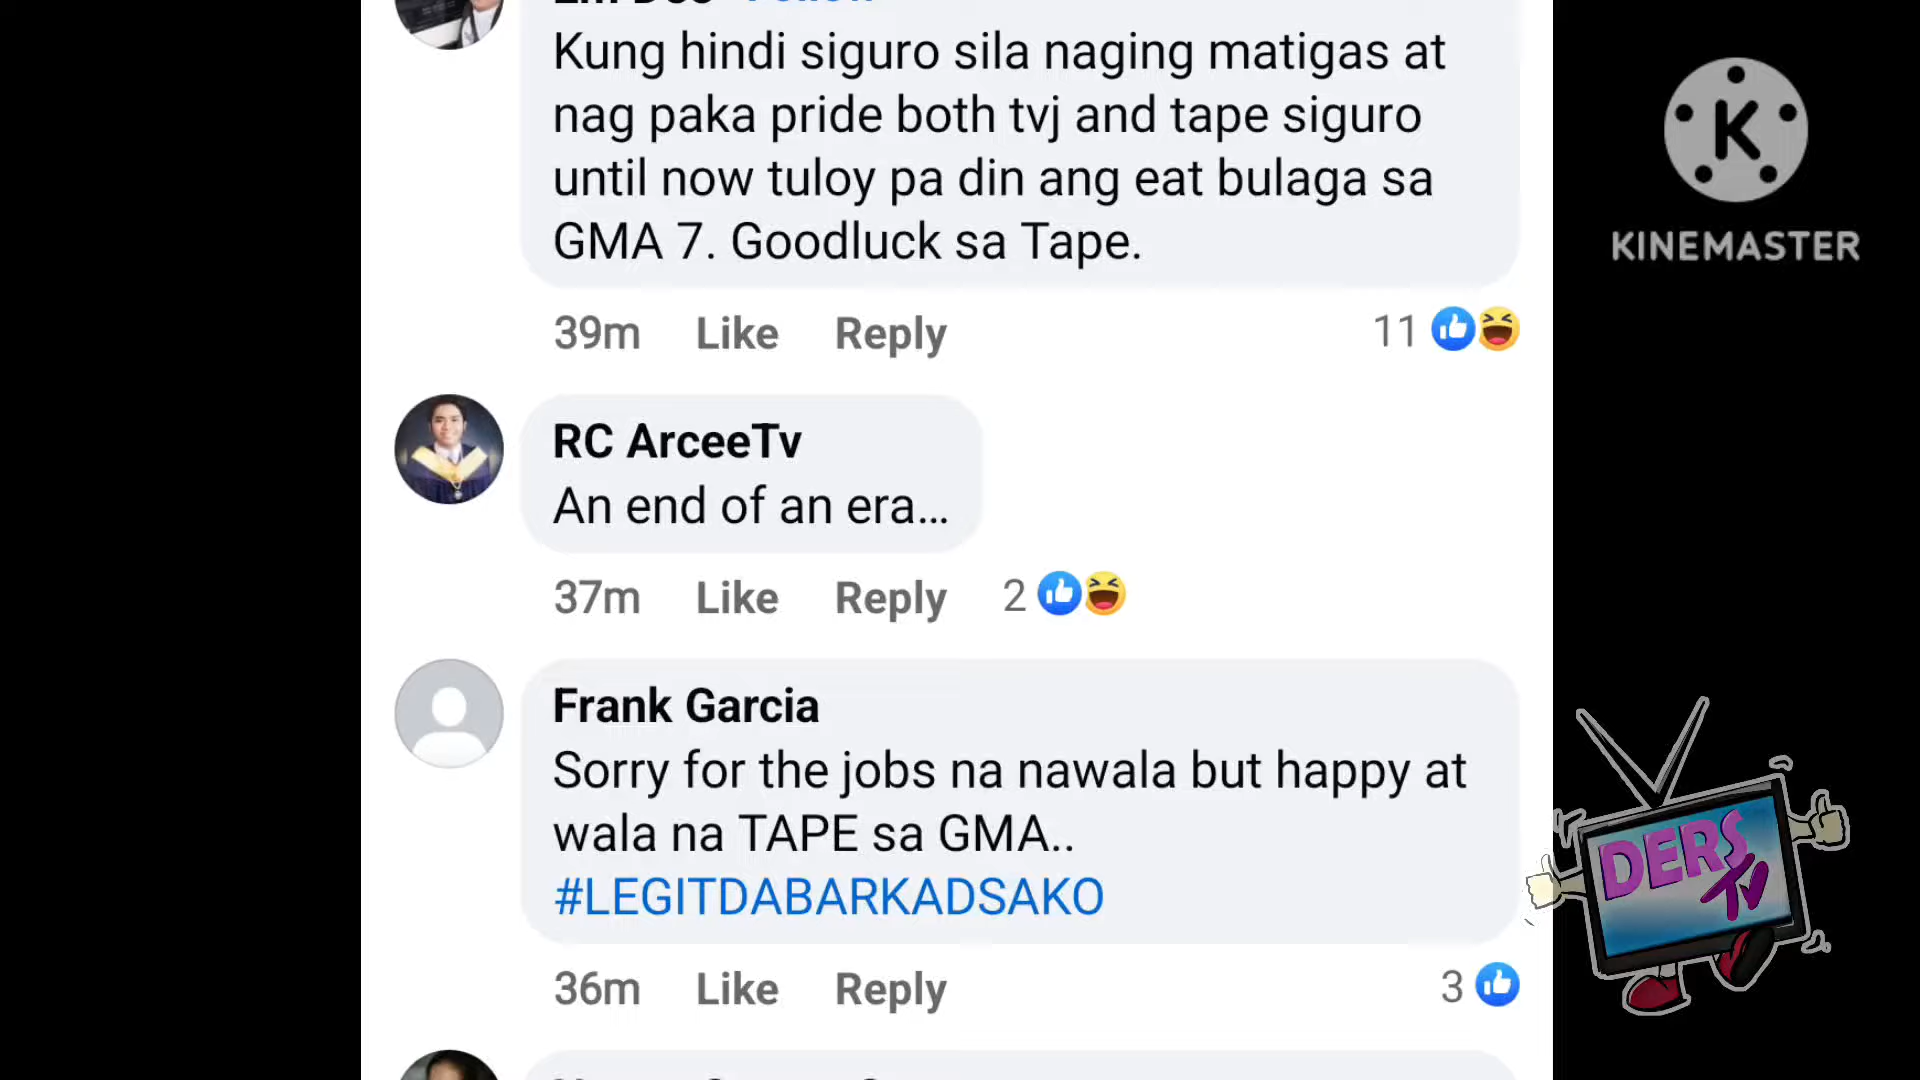 Kung hindi siguro sila naging matigas at
nag paka pride both tvj and tape siguro
until now tuloy pa din ang eat bulaga sa
GMA 7. Goodluck sa Tape.
39m Like Reply 11
RC ArceeTv
An end of an era...
37m Like Reply 2
Frank Garcia
Sorry for the jobs na nawala but happy at
wala na TAPE sa GMA..
#LEGITDABARKADSAKO
36m Like Reply 3
K
KINEMASTER
DERS
TV